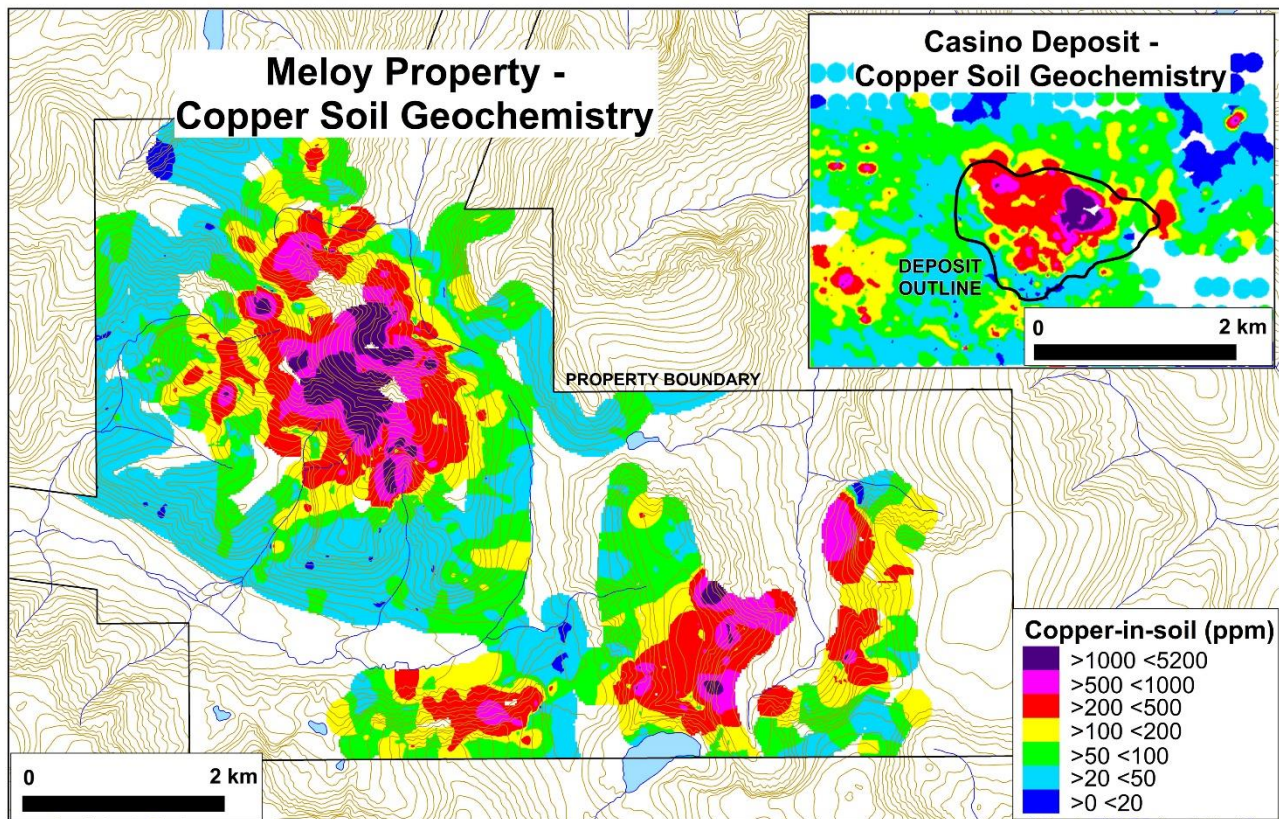 Meloy Property -
Copper Soil Geochemistry
Casino Deposit -
Copper Soil Geochemistry
DEPOSIT
OUTLINE
0 2 km
PROPERTY BOUNDARY
Copper-in-soil (ppm)
>1000 <5200
>500 <1000
>200 <500
>100 <200
>50 <100
>20 <50
>0 <20
0 2 km